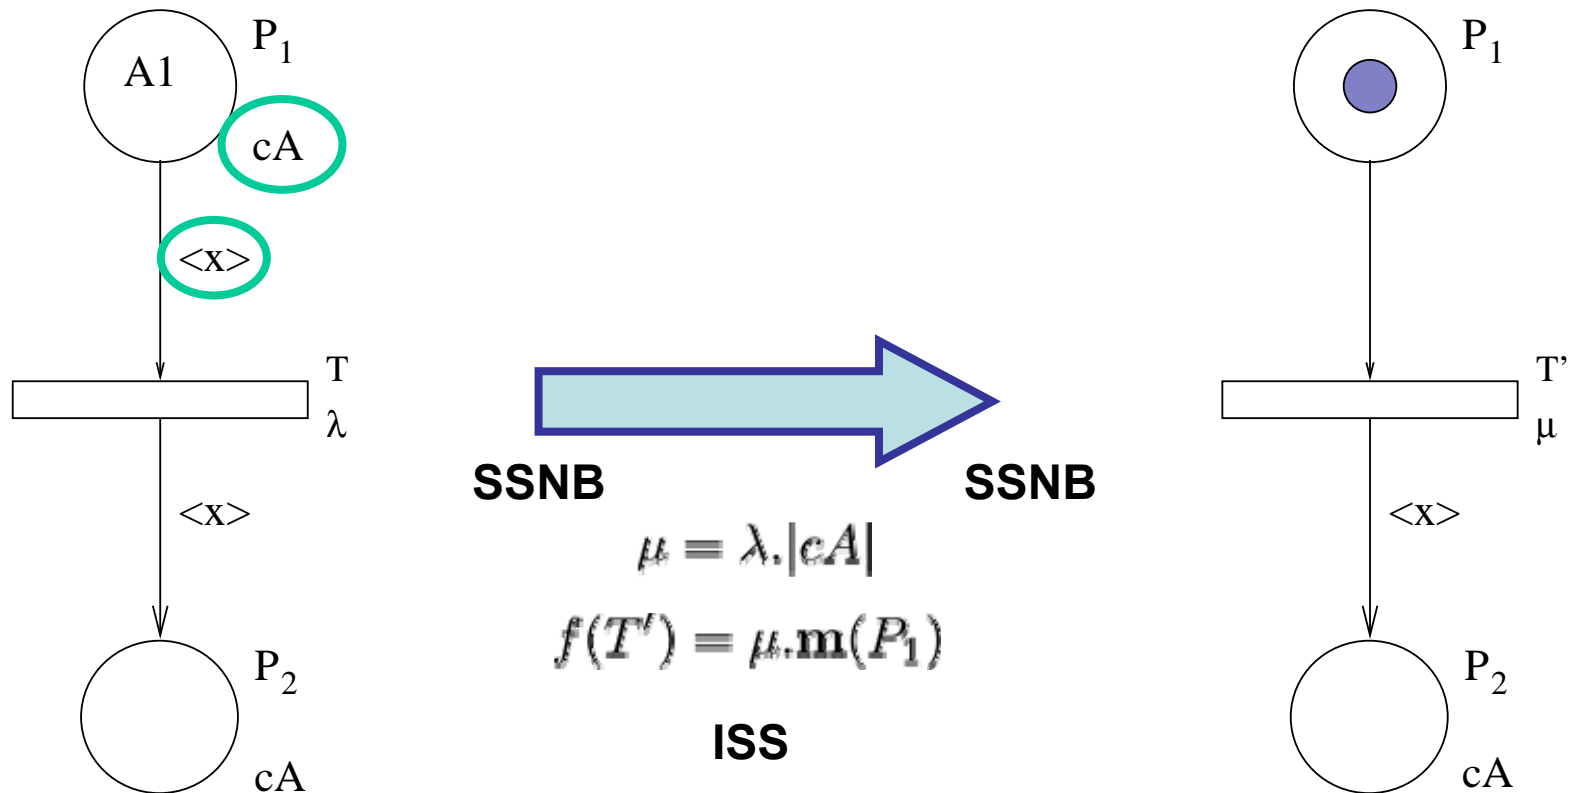 P₁
A1
cA
<x>
T
λ
<x>
P₂
cA
SSNB
SSNB
μ = λ.|cA|
f(T′) = μ.m(P₁)
ISS
P₁
T’
μ
<x>
P₂
cA